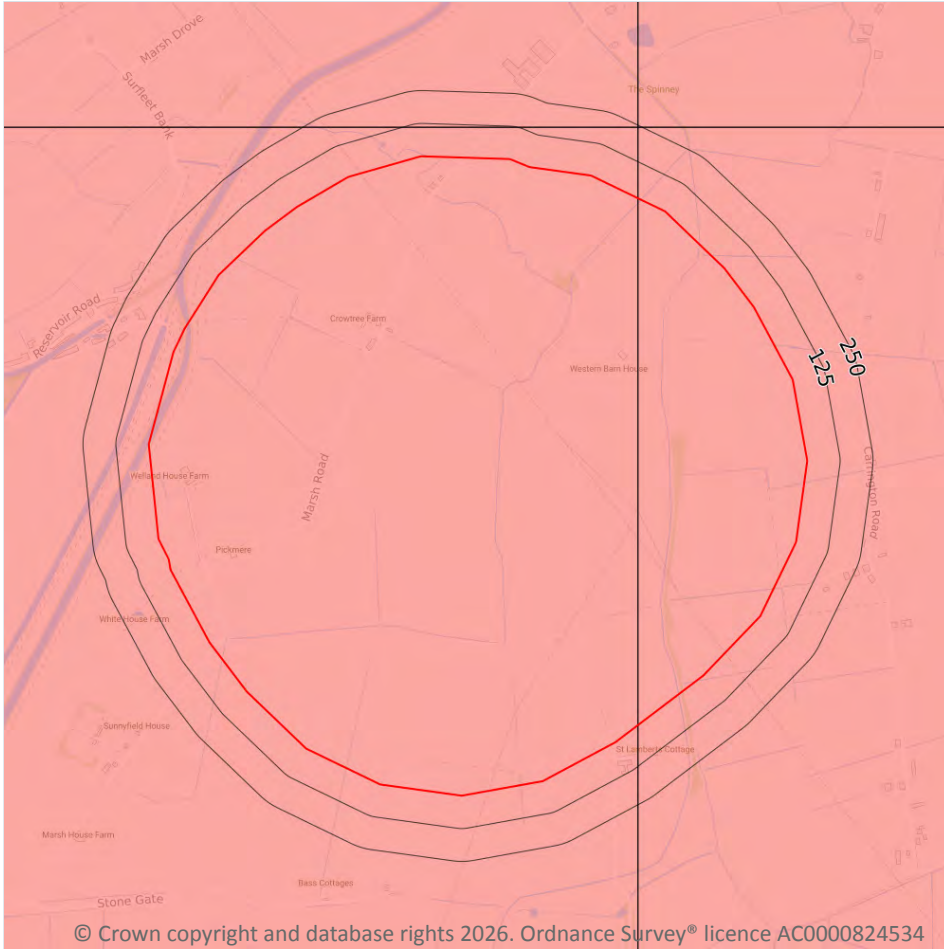 Marsh Drove
Surfleet Bank
The Spinney
Reservoir Road
Crowtree Farm
Western Barn House
250
125
Welland House Farm
Marsh Road
Carrington Road
Pickmere
White House Farm
Sunnyfield House
St Lamberts Cottage
Marsh House Farm
Bass Cottages
Stone Gate
© Crown copyright and database rights 2026. Ordnance Survey® licence AC0000824534